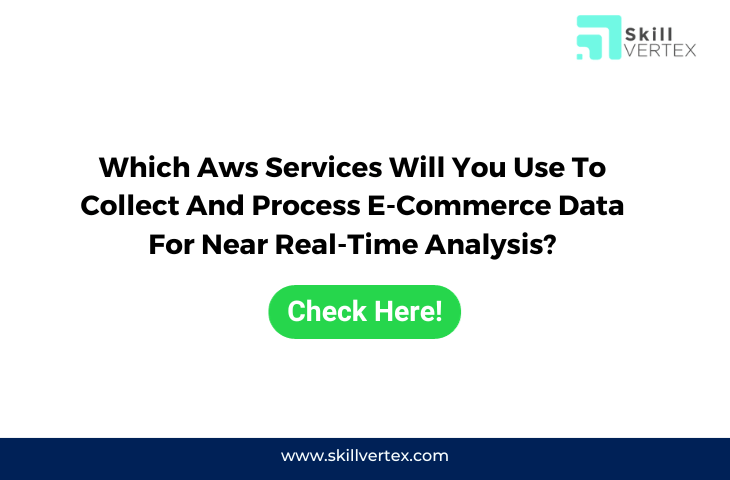 Skill
VERTEX
Which Aws Services Will You Use To
Collect And Process E-Commerce Data
For Near Real-Time Analysis?
Check Here!
www.skillvertex.com